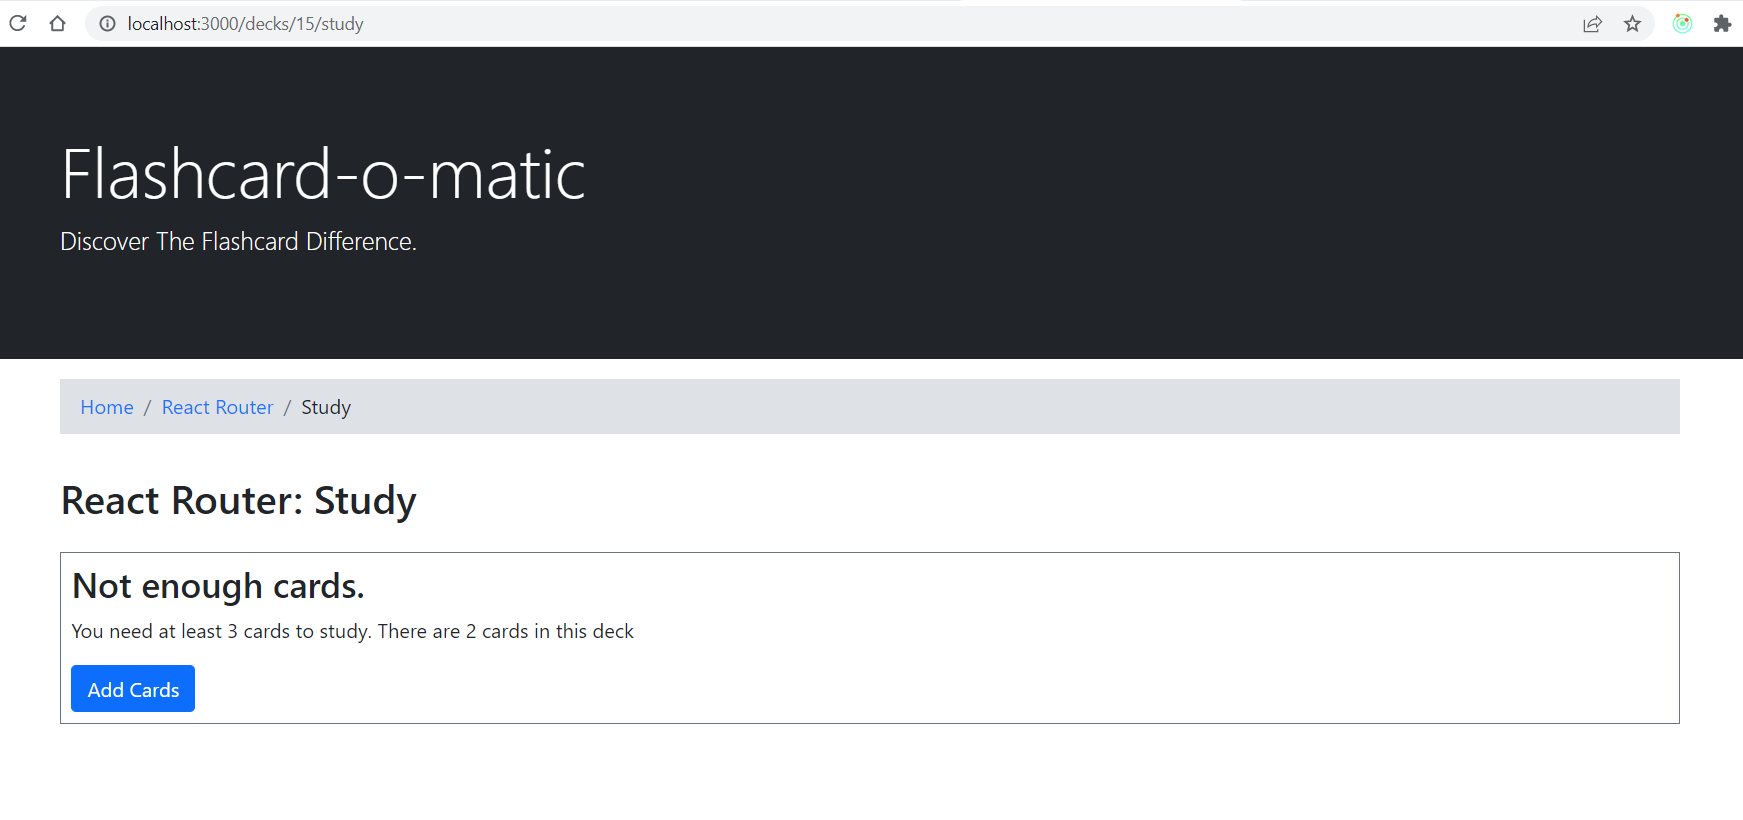 localhost:3000/decks/15/study
Flashcard-o-matic
Discover The Flashcard Difference.
Home / React Router / Study
React Router: Study
Not enough cards.
You need at least 3 cards to study. There are 2 cards in this deck
Add Cards